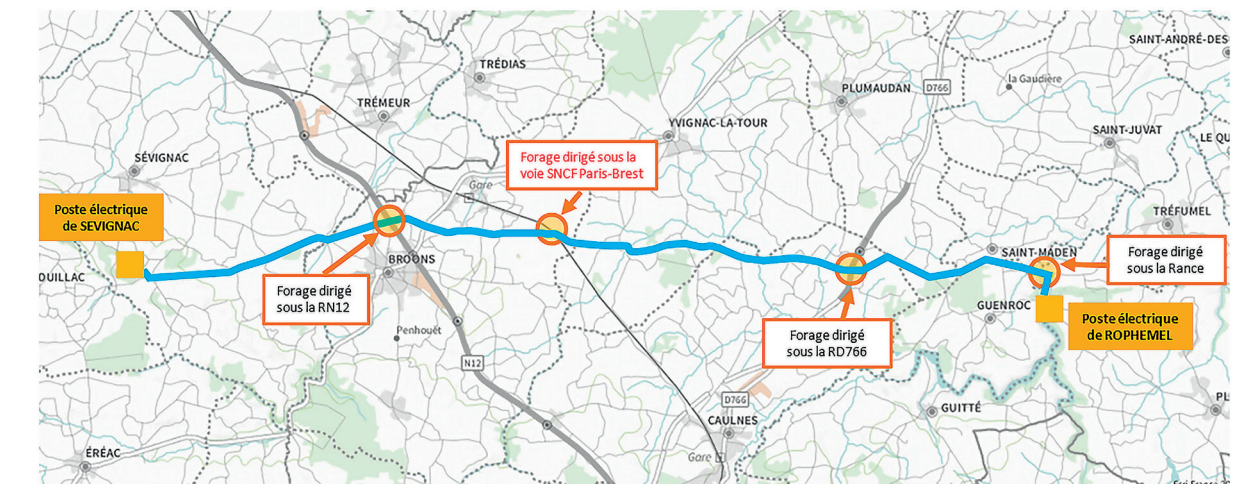 SAINT-ANDRÉ-DES
TRÉDIAS
la Gaudière
PLUMAUDAN
D766
TRÉMEUR
YVIGNAC-LA-TOUR
SAINT-JUVAT
LE QU
SÉVIGNAC
Forage dirigé sous la
voie SNCF Paris-Brest
Gare
Poste électrique
de SEVIGNAC
TRÉFUMEL
SAINT-MADEN
Forage dirigé
sous la Rance
BROONS
OUILLAC
Forage dirigé
sous la RN12
GUENROC
Poste électrique
de ROPHEMEL
Penhouët
Forage dirigé
sous la RD766
N12
D766
CAULNES
GUITTÉ
PL
Gare
ÉRÉAC